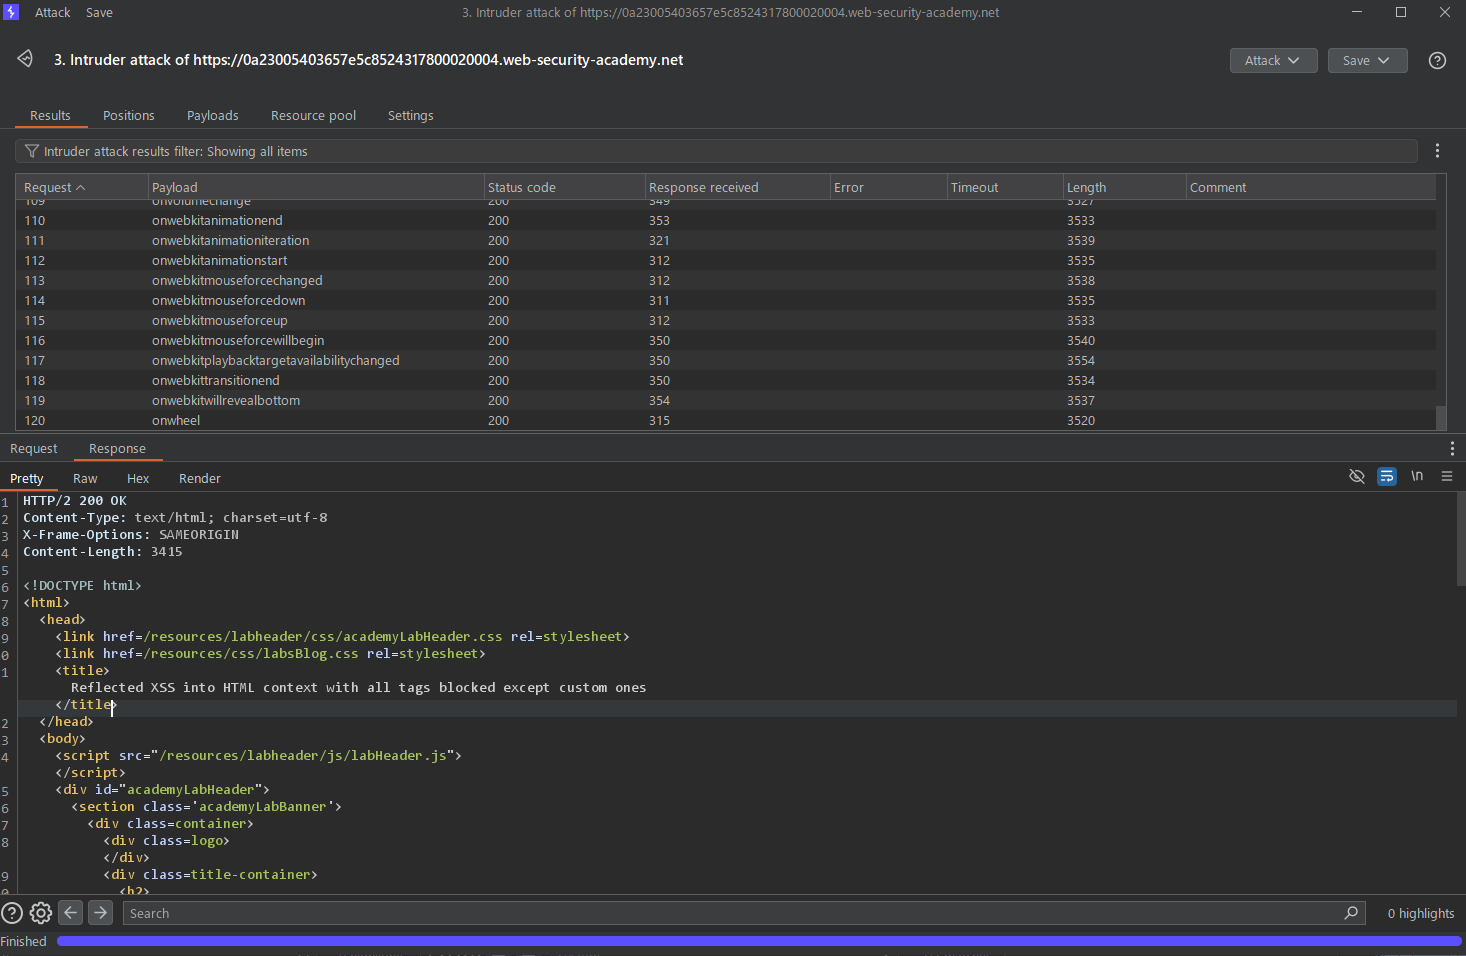 Attack Save 3. Intruder attack of https://0a23005403657e5c8524317800020004.web-security-academy.net
3. Intruder attack of https://0a23005403657e5c8524317800020004.web-security-academy.net Attack Save
Results Positions Payloads Resource pool Settings
Intruder attack results filter: Showing all items
Request Payload Status code Response received Error Timeout Length Comment
109 onvolumechange 200 349 3527
110 onwebkitanimationend 200 353 3533
111 onwebkitanimationiteration 200 321 3539
112 onwebkitanimationstart 200 312 3535
113 onwebkitmouseforcechanged 200 312 3538
114 onwebkitmouseforcedown 200 311 3535
115 onwebkitmouseforceup 200 312 3533
116 onwebkitmouseforcewillbegin 200 350 3540
117 onwebkitplaybacktargetavailabilitychanged 200 350 3554
118 onwebkittransitionend 200 350 3534
119 onwebkitwillrevealbottom 200 354 3537
120 onwheel 200 315 3520
Request Response
Pretty Raw Hex Render \n
1 HTTP/2 200 OK
2 Content-Type: text/html; charset=utf-8
3 X-Frame-Options: SAMEORIGIN
4 Content-Length: 3415
5
6 <!DOCTYPE html>
7 <html>
8 <head>
9 <link href=/resources/labheader/css/academyLabHeader.css rel=stylesheet>
0 <link href=/resources/css/labsBlog.css rel=stylesheet>
1 <title>
Reflected XSS into HTML context with all tags blocked except custom ones
</title>
2 </head>
3 <body>
4 <script src="/resources/labheader/js/labHeader.js">
</script>
5 <div id="academyLabHeader">
6 <section class='academyLabBanner'>
7 <div class=container>
8 <div class=logo>
</div>
9 <div class=title-container>
0 <h2>
Search 0 highlights
Finished